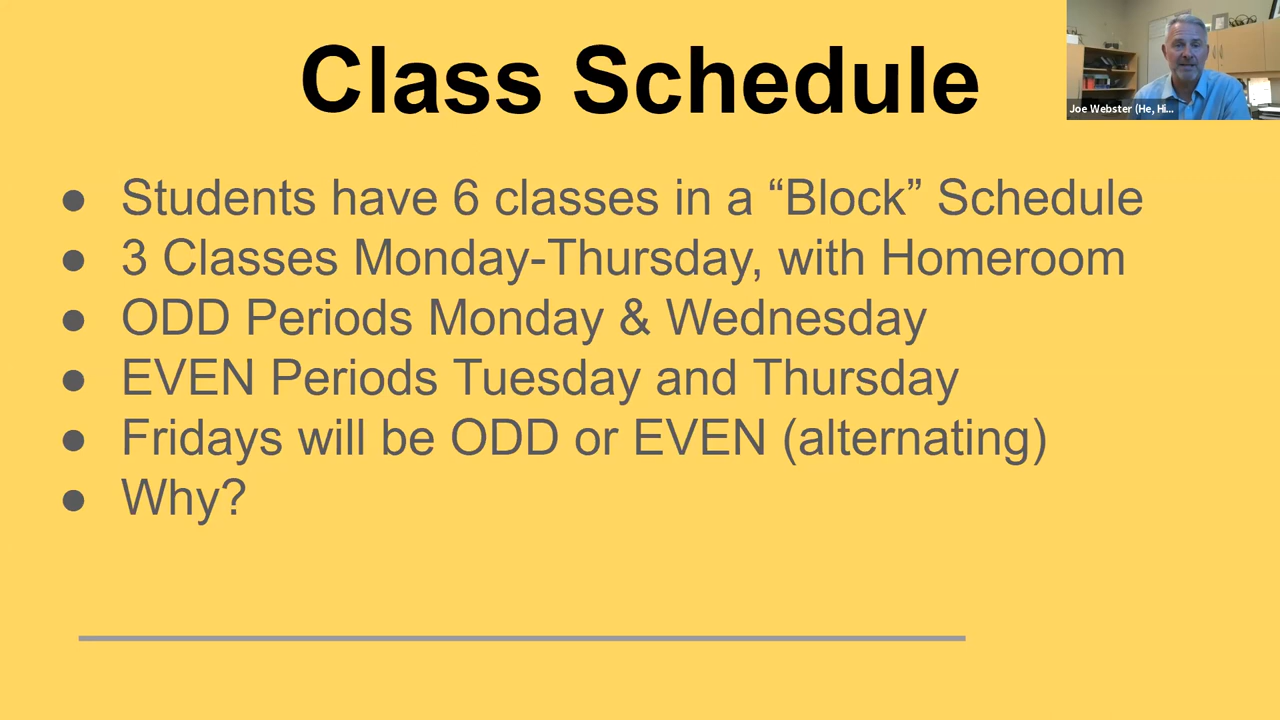 Class Schedule
Joe Webster (He, Hi...
● Students have 6 classes in a “Block” Schedule
● 3 Classes Monday-Thursday, with Homeroom
● ODD Periods Monday & Wednesday
● EVEN Periods Tuesday and Thursday
● Fridays will be ODD or EVEN (alternating)
● Why?